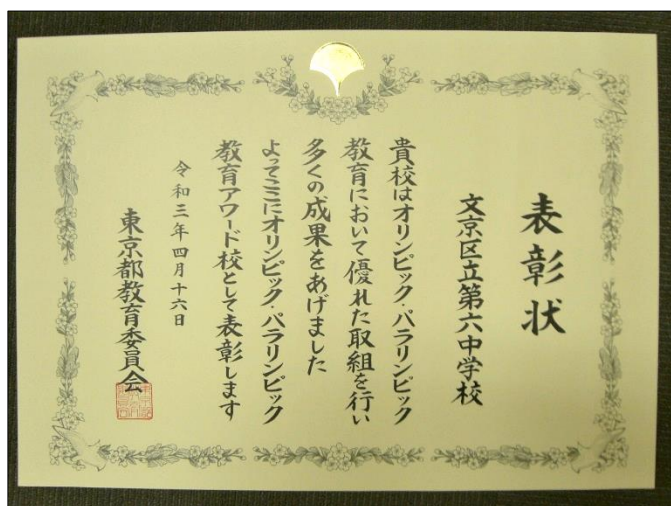 表彰状
文京区立第六中学校
貴校はオリンピック・パラリンピック
教育において優れた取組を行い
多くの成果をあげました
よってここにオリンピック・パラリンピック
教育アワード校として表彰します
令和三年四月十六日
東京都教育委員会